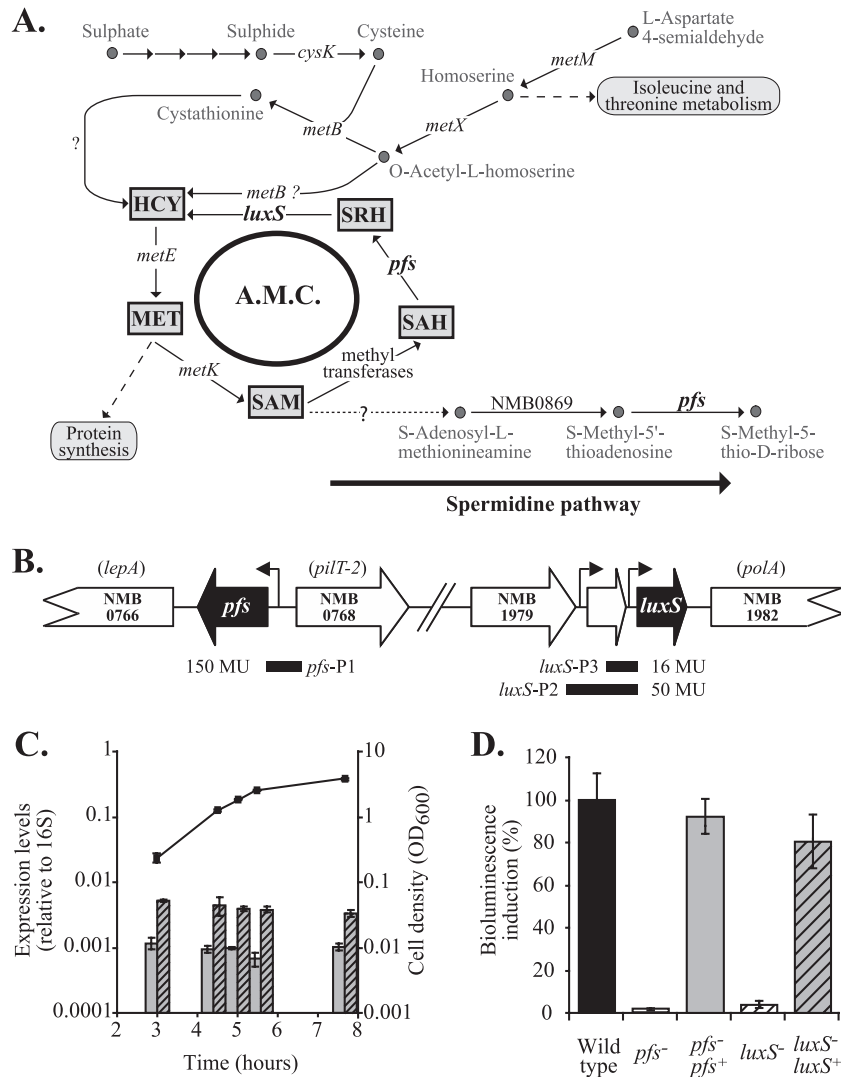 A.
Sulphate
Sulphide
cysK
Cysteine
L-Aspartate
4-semialdehyde
metM
Homoserine
Isoleucine and
threonine metabolism
Cystathionine
metB
metX
O-Acetyl-L-homoserine
?
metB ?
HCY
luxS
SRH
metE
pfs
A.M.C.
MET
SAH
metK
methyl
transferases
SAM
?
NMB0869
pfs
Protein
synthesis
S-Adenosyl-L-
methionineamine
S-Methyl-5'-
thioadenosine
S-Methyl-5-
thio-D-ribose
Spermidine pathway
B.
(lepA)
(pilT-2)
(polA)
NMB
0766
pfs
NMB
0768
NMB
1979
luxS
NMB
1982
150 MU
pfs-P1
luxS-P3
16 MU
luxS-P2
50 MU
C.
Expression levels
(relative to 16S)
1
0.1
0.01
0.001
0.0001
10
1
0.1
0.01
0.001
Cell density (OD600)
2 3 4 5 6 7 8
Time (hours)
D.
Bioluminescence
induction (%)
120
100
80
60
40
20
0
Wild
type
pfs-
pfs-
pfs+
luxS-
luxS-
luxS+